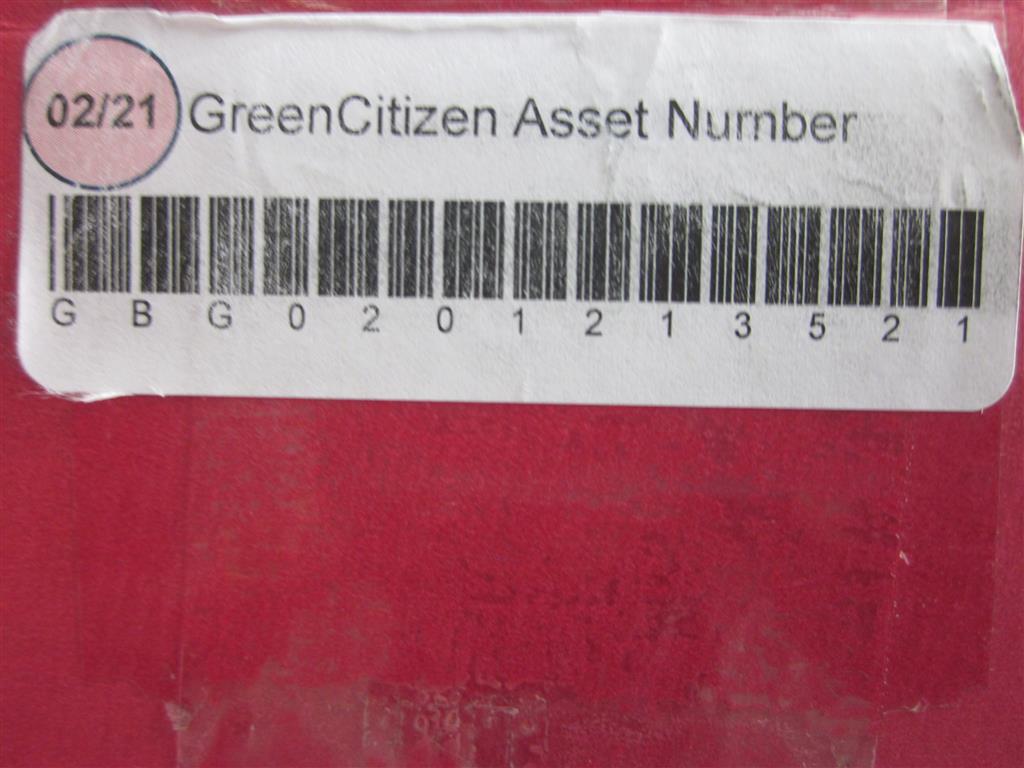 02/21 GreenCitizen Asset Number
G B G 0 2 0 1 2 1 3 5 2 1